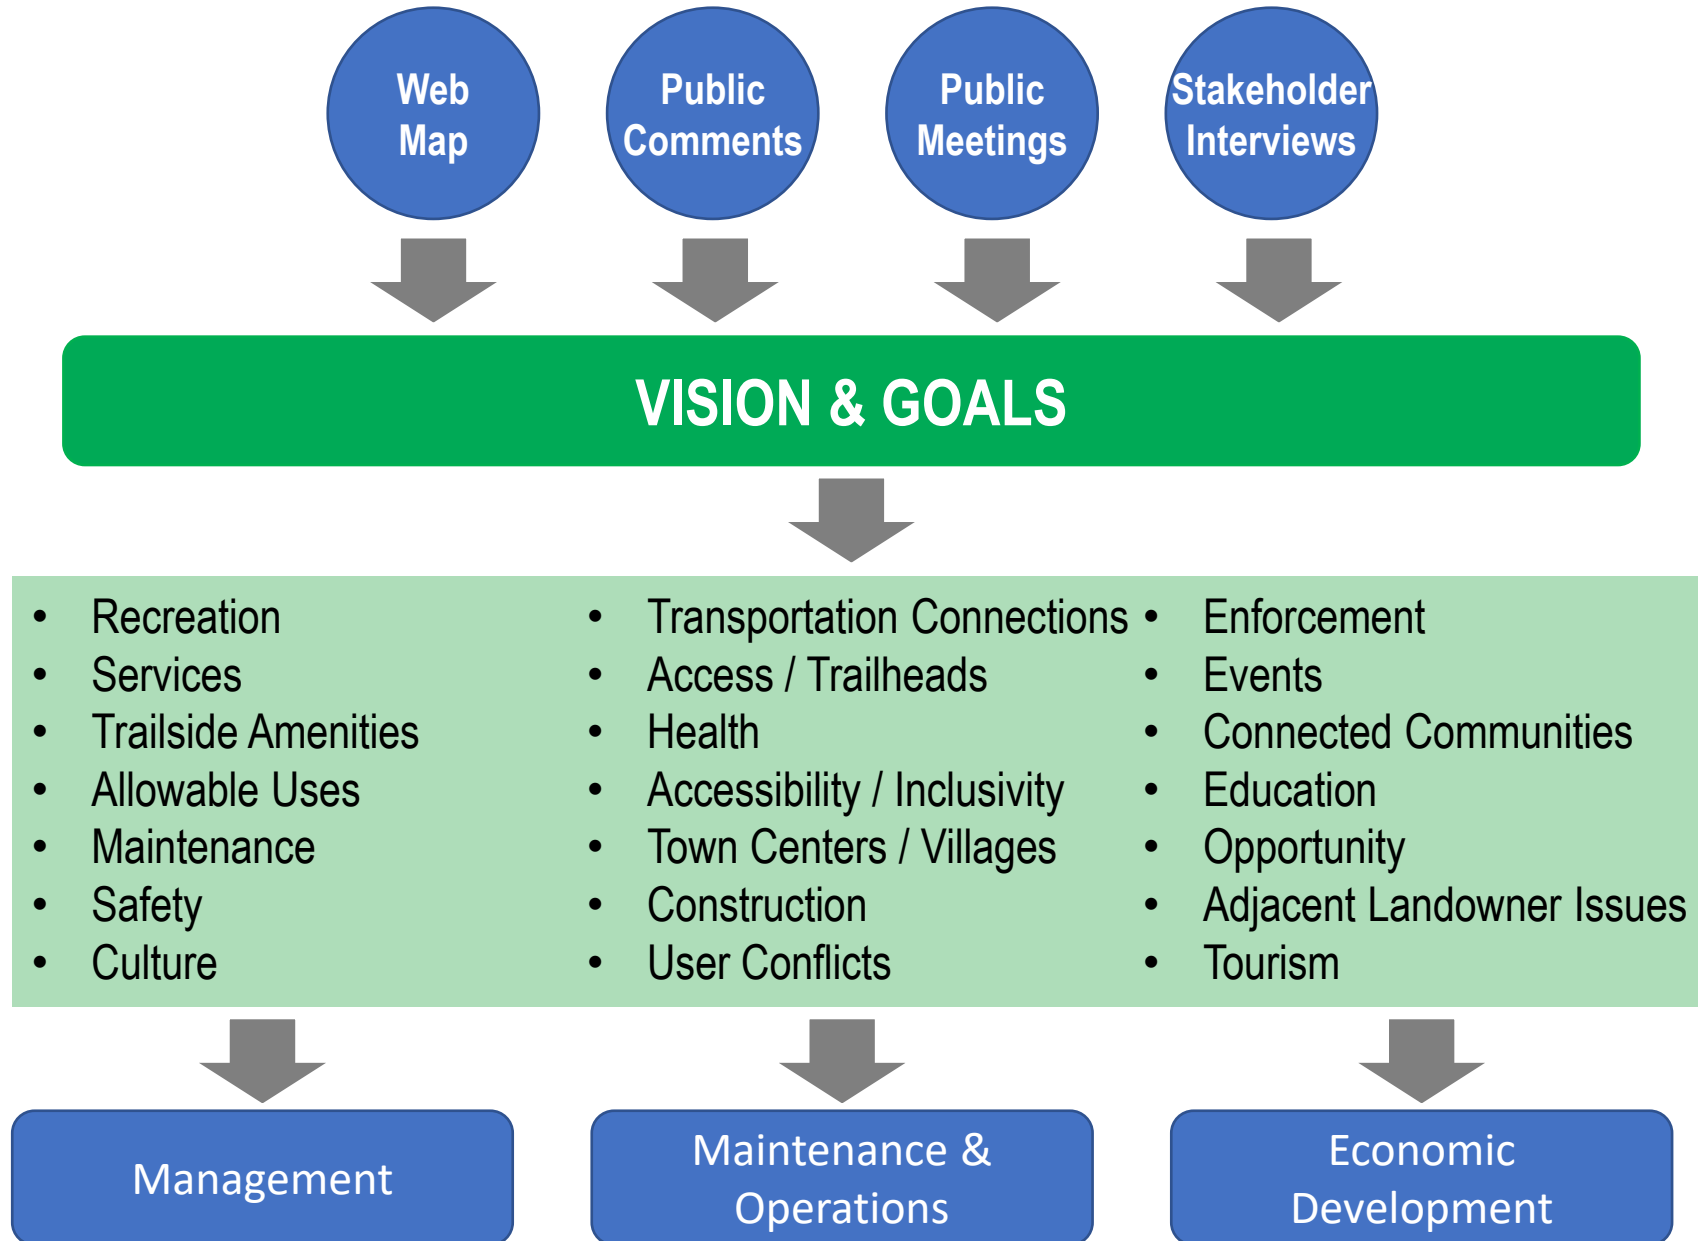 Web
Map
Public
Comments
Public
Meetings
Stakeholder
Interviews
VISION & GOALS
• Recreation
• Services
• Trailside Amenities
• Allowable Uses
• Maintenance
• Safety
• Culture
• Transportation Connections
• Access / Trailheads
• Health
• Accessibility / Inclusivity
• Town Centers / Villages
• Construction
• User Conflicts
• Enforcement
• Events
• Connected Communities
• Education
• Opportunity
• Adjacent Landowner Issues
• Tourism
Management
Maintenance &
Operations
Economic
Development